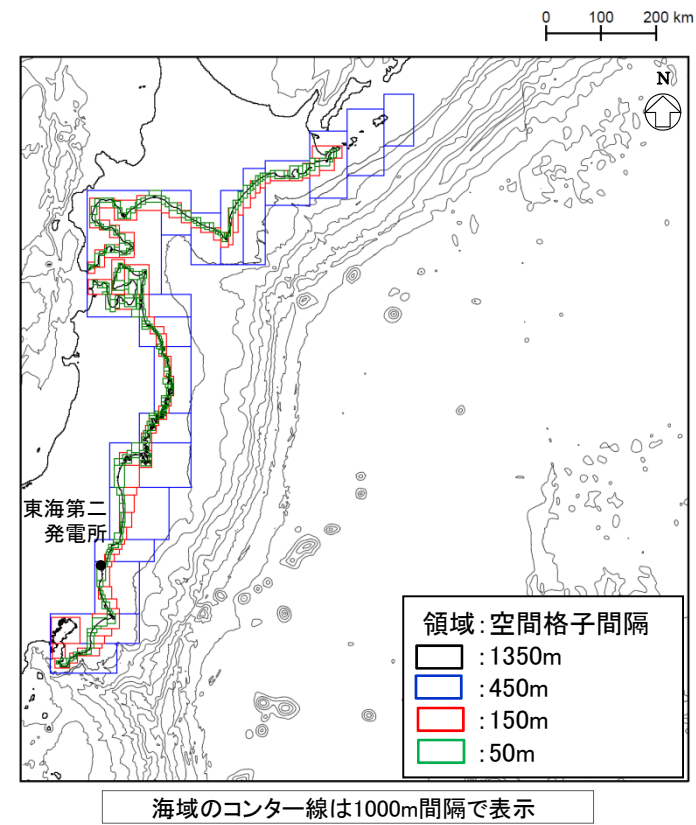 0 100 200 km
N
東海第二
発電所
領域:空間格子間隔
:1350m
:450m
:150m
:50m
海域のコンター線は1000m間隔で表示